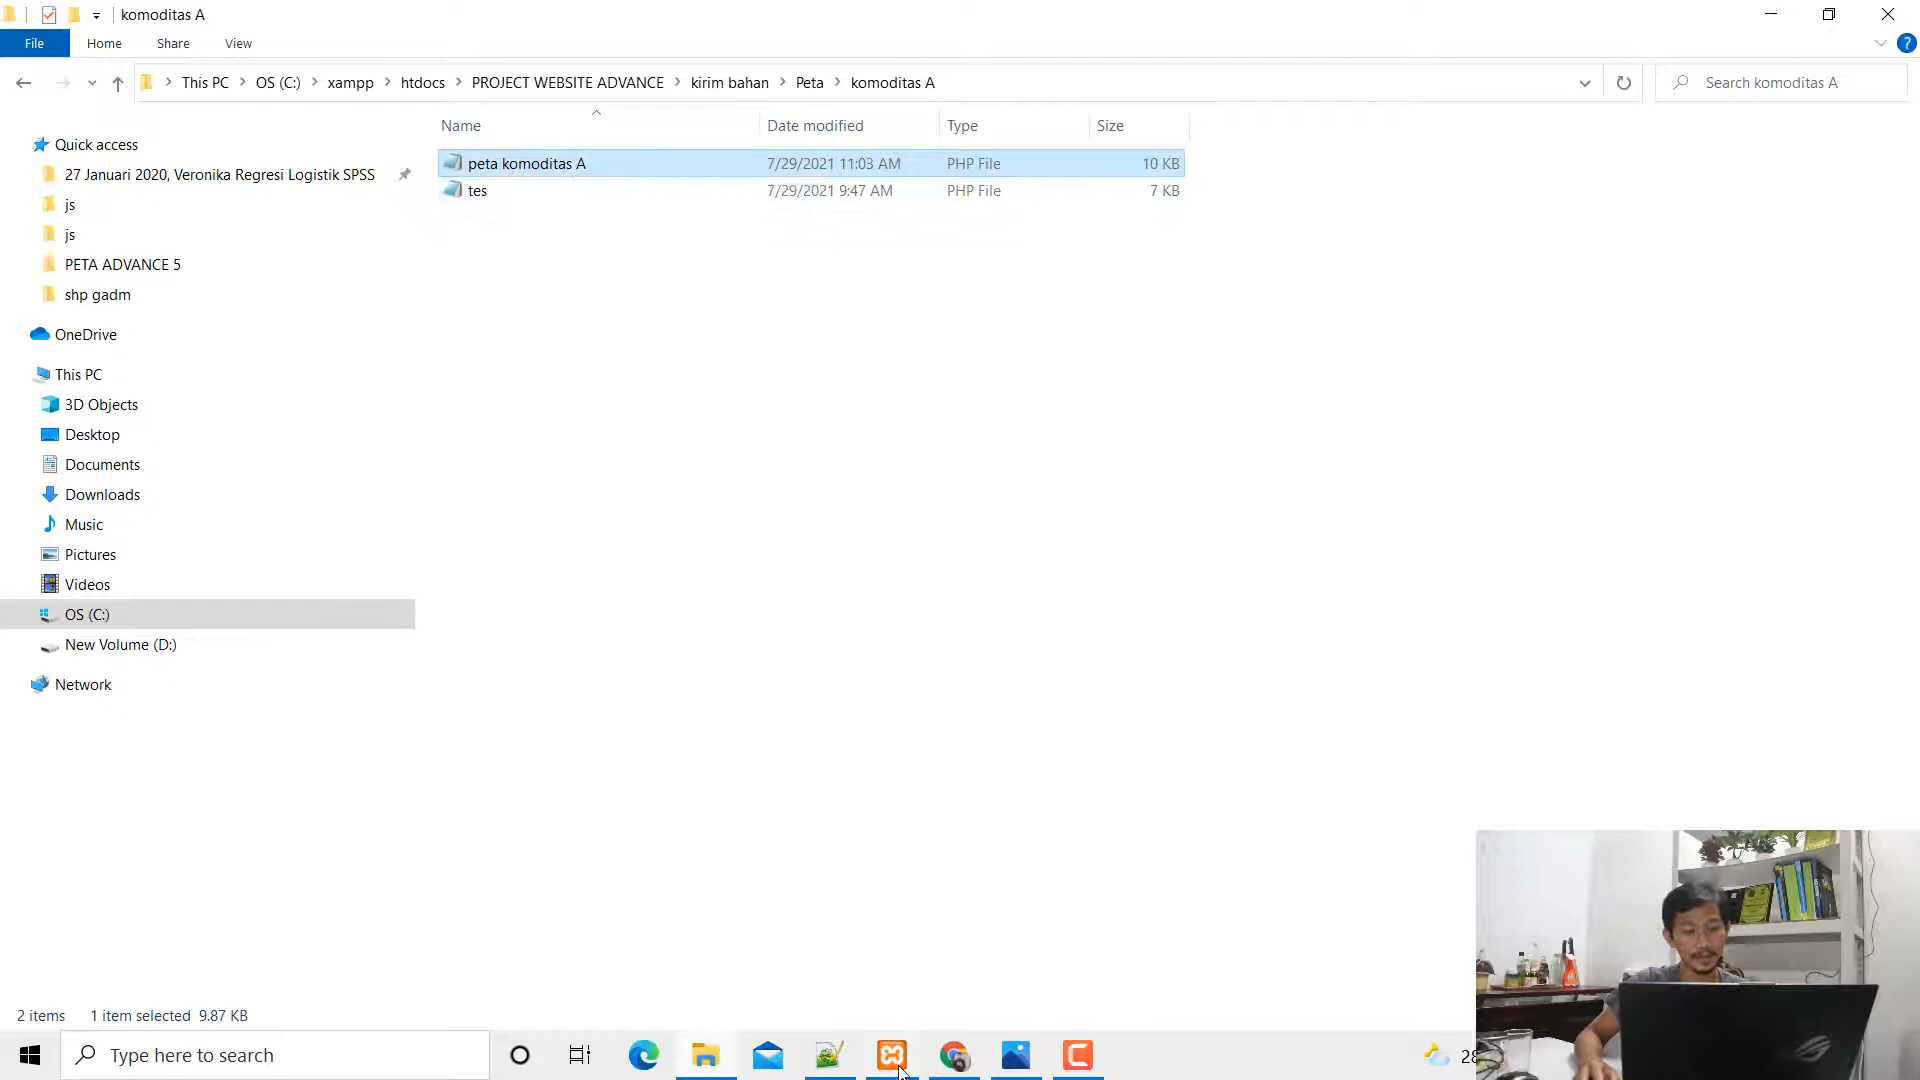 komoditas A
File
Home
Share
View
This PC
OS (C:)
xampp
htdocs
PROJECT WEBSITE ADVANCE
kirim bahan
Peta
komoditas A
Search komoditas A
Name
Date modified
Type
Size
peta komoditas A
7/29/2021 11:03 AM
PHP File
10 KB
tes
7/29/2021 9:47 AM
PHP File
7 KB
Quick access
27 Januari 2020, Veronika Regresi Logistik SPSS
js
js
PETA ADVANCE 5
shp gadm
OneDrive
This PC
3D Objects
Desktop
Documents
Downloads
Music
Pictures
Videos
OS (C:)
New Volume (D:)
Network
2 items
1 item selected 9.87 KB
Type here to search
28